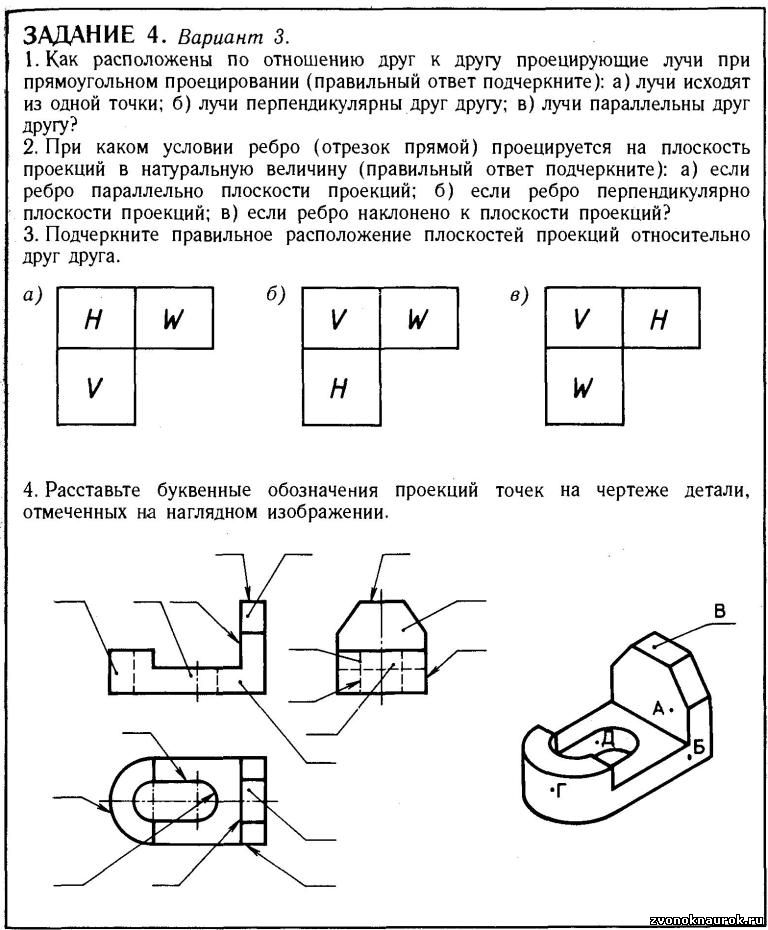 ЗАДАНИЕ 4. Вариант 3.
1. Как расположены по отношению друг к другу проецирующие лучи при
прямоугольном проецировании (правильный ответ подчеркните): а) лучи исходят
из одной точки; б) лучи перпендикулярны друг другу; в) лучи параллельны друг
другу?
2. При каком условии ребро (отрезок прямой) проецируется на плоскость
проекций в натуральную величину (правильный ответ подчеркните): а) если
ребро параллельно плоскости проекций; б) если ребро перпендикулярно
плоскости проекций; в) если ребро наклонено к плоскости проекций?
3. Подчеркните правильное расположение плоскостей проекций относительно
друг друга.
а) H W
V
б) V W
H
в) V H
W
4. Расставьте буквенные обозначения проекций точек на чертеже детали,
отмеченных на наглядном изображении.
В
А
Д
Б
Г
zvonoknaurok.ru